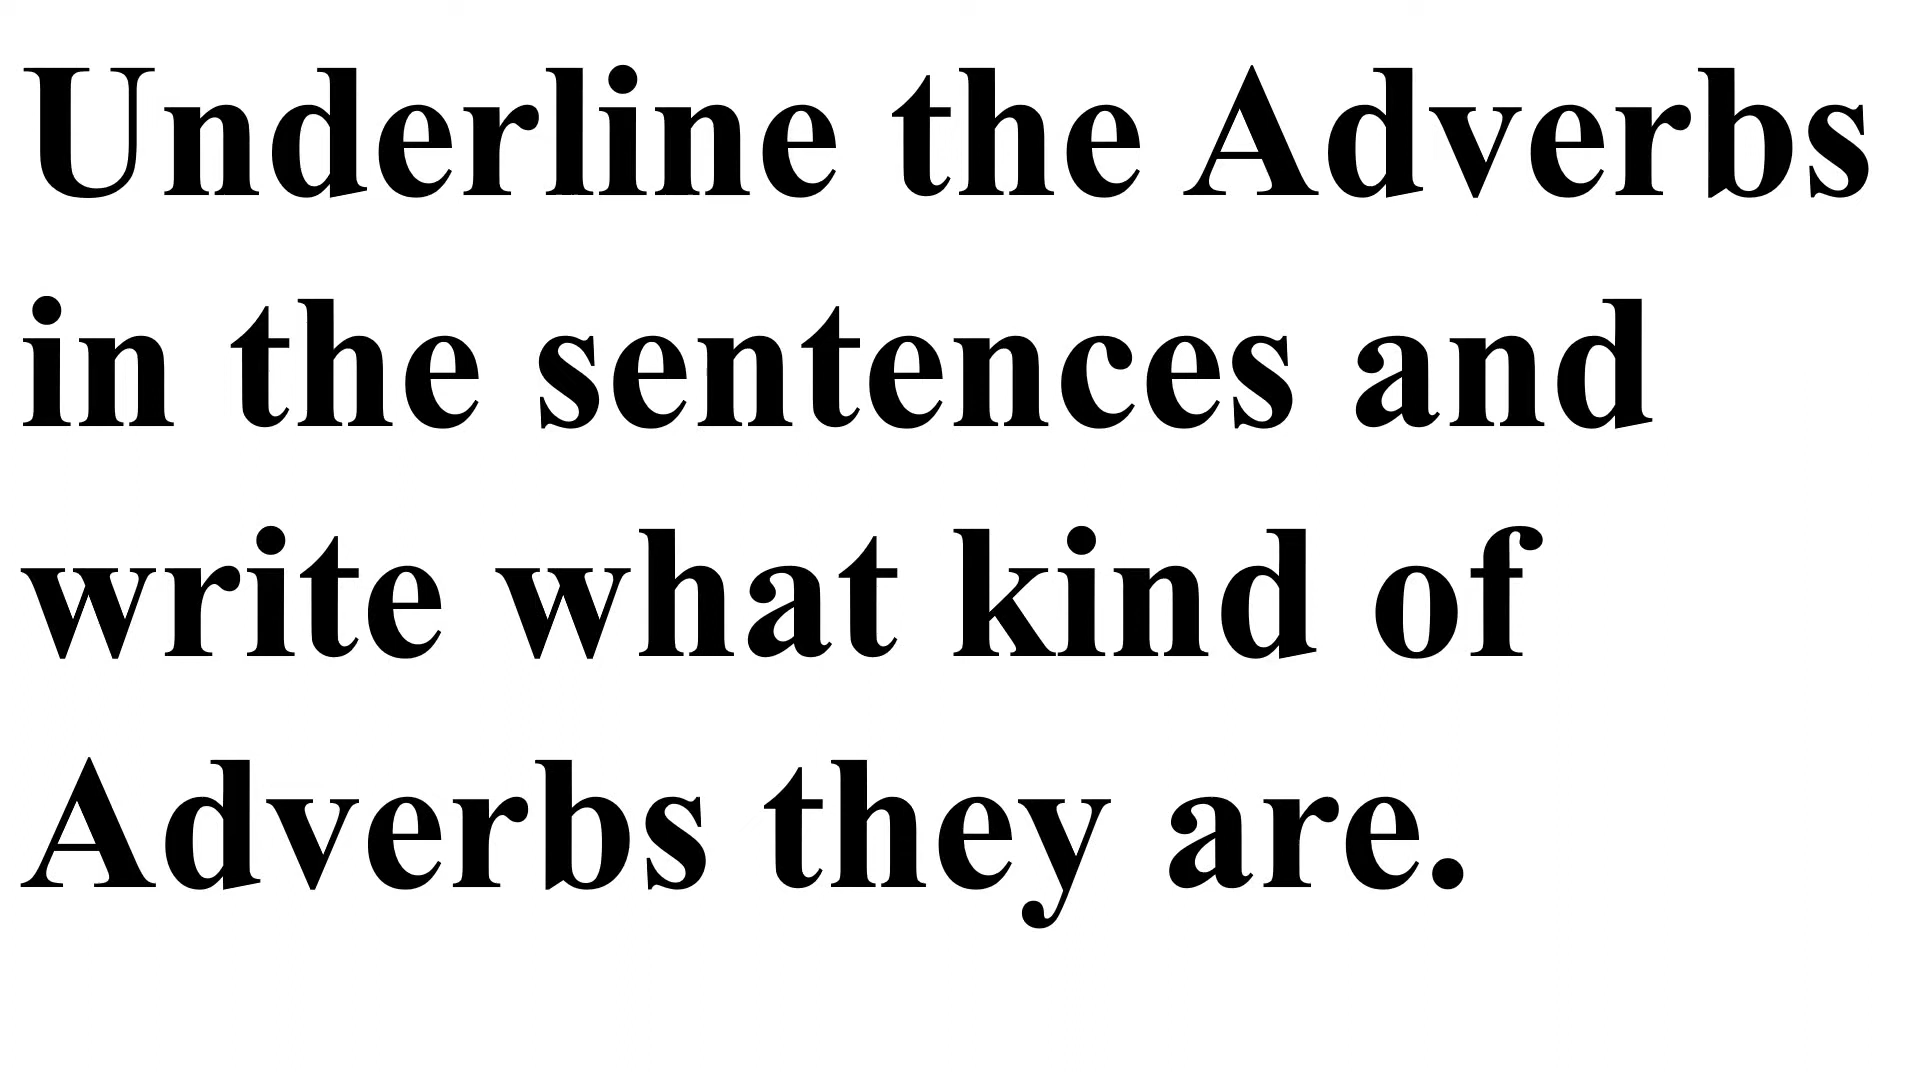 Underline the Adverbs
in the sentences and
write what kind of
Adverbs they are.